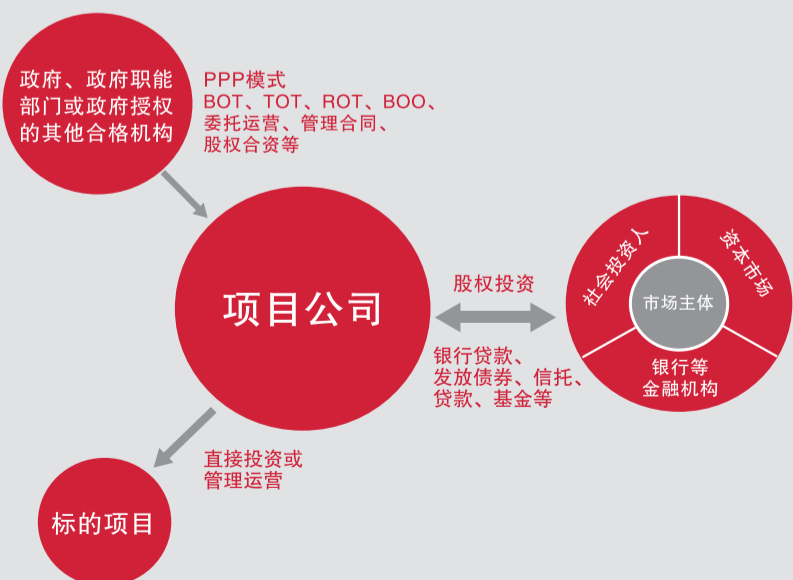 政府、政府职能
部门或政府授权
的其他合格机构
PPP模式
BOT、TOT、ROT、BOO、
委托运营、管理合同、
股权合资等
项目公司
股权投资
银行贷款、
发放债券、信托、
贷款、基金等
社会投资人
资本市场
市场主体
银行等
金融机构
直接投资或
管理运营
标的项目